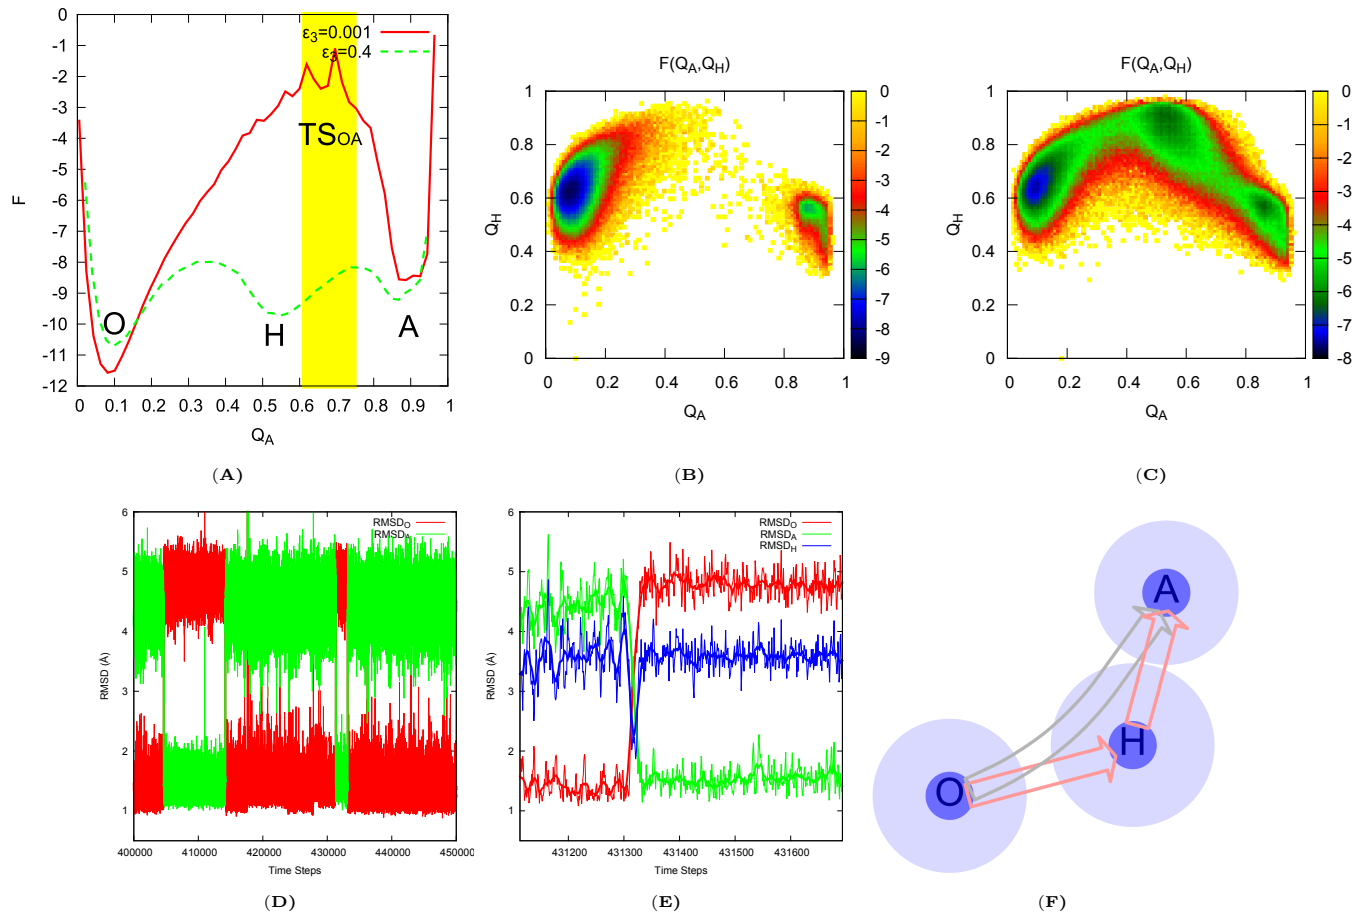 0
-1
-2
-3
-4
-5
-6
-7
-8
-9
-10
-11
-12
F
ε3=0.001
ε3=0.4
TSOA
O
H
A
0 0.1 0.2 0.3 0.4 0.5 0.6 0.7 0.8 0.9 1
QA
(A)
F(QA,QH)
1
0.8
0.6
0.4
0.2
0
QH
0 0.2 0.4 0.6 0.8 1
QA
0
-1
-2
-3
-4
-5
-6
-7
-8
-9
(B)
F(QA,QH)
1
0.8
0.6
0.4
0.2
0
QH
0 0.2 0.4 0.6 0.8 1
QA
0
-1
-2
-3
-4
-5
-6
-7
-8
(C)
6
5
4
3
2
1
RMSD (Å)
RMSDO
RMSDA
400000 410000 420000 430000 440000 450000
Time Steps
(D)
6
5
4
3
2
1
RMSD (Å)
RMSDO
RMSDA
RMSDH
431200 431300 431400 431500 431600
Time Steps
(E)
A
H
O
(F)